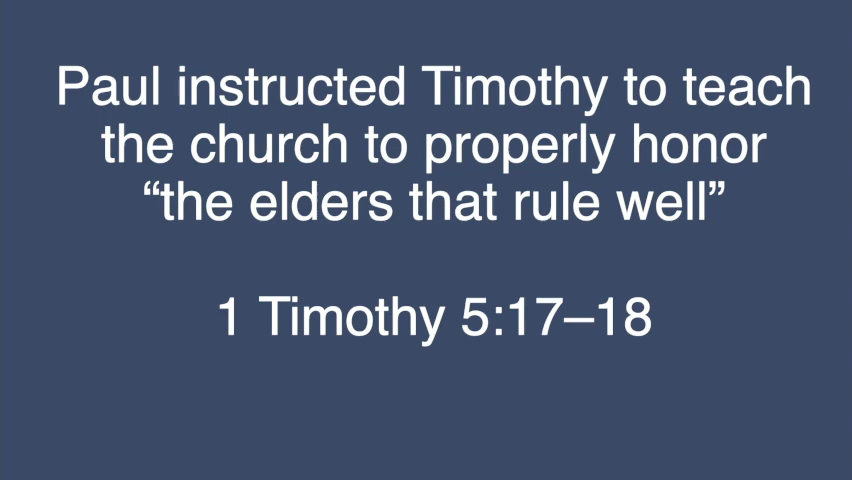 Paul instructed Timothy to teach
the church to properly honor
“the elders that rule well”
1 Timothy 5:17–18